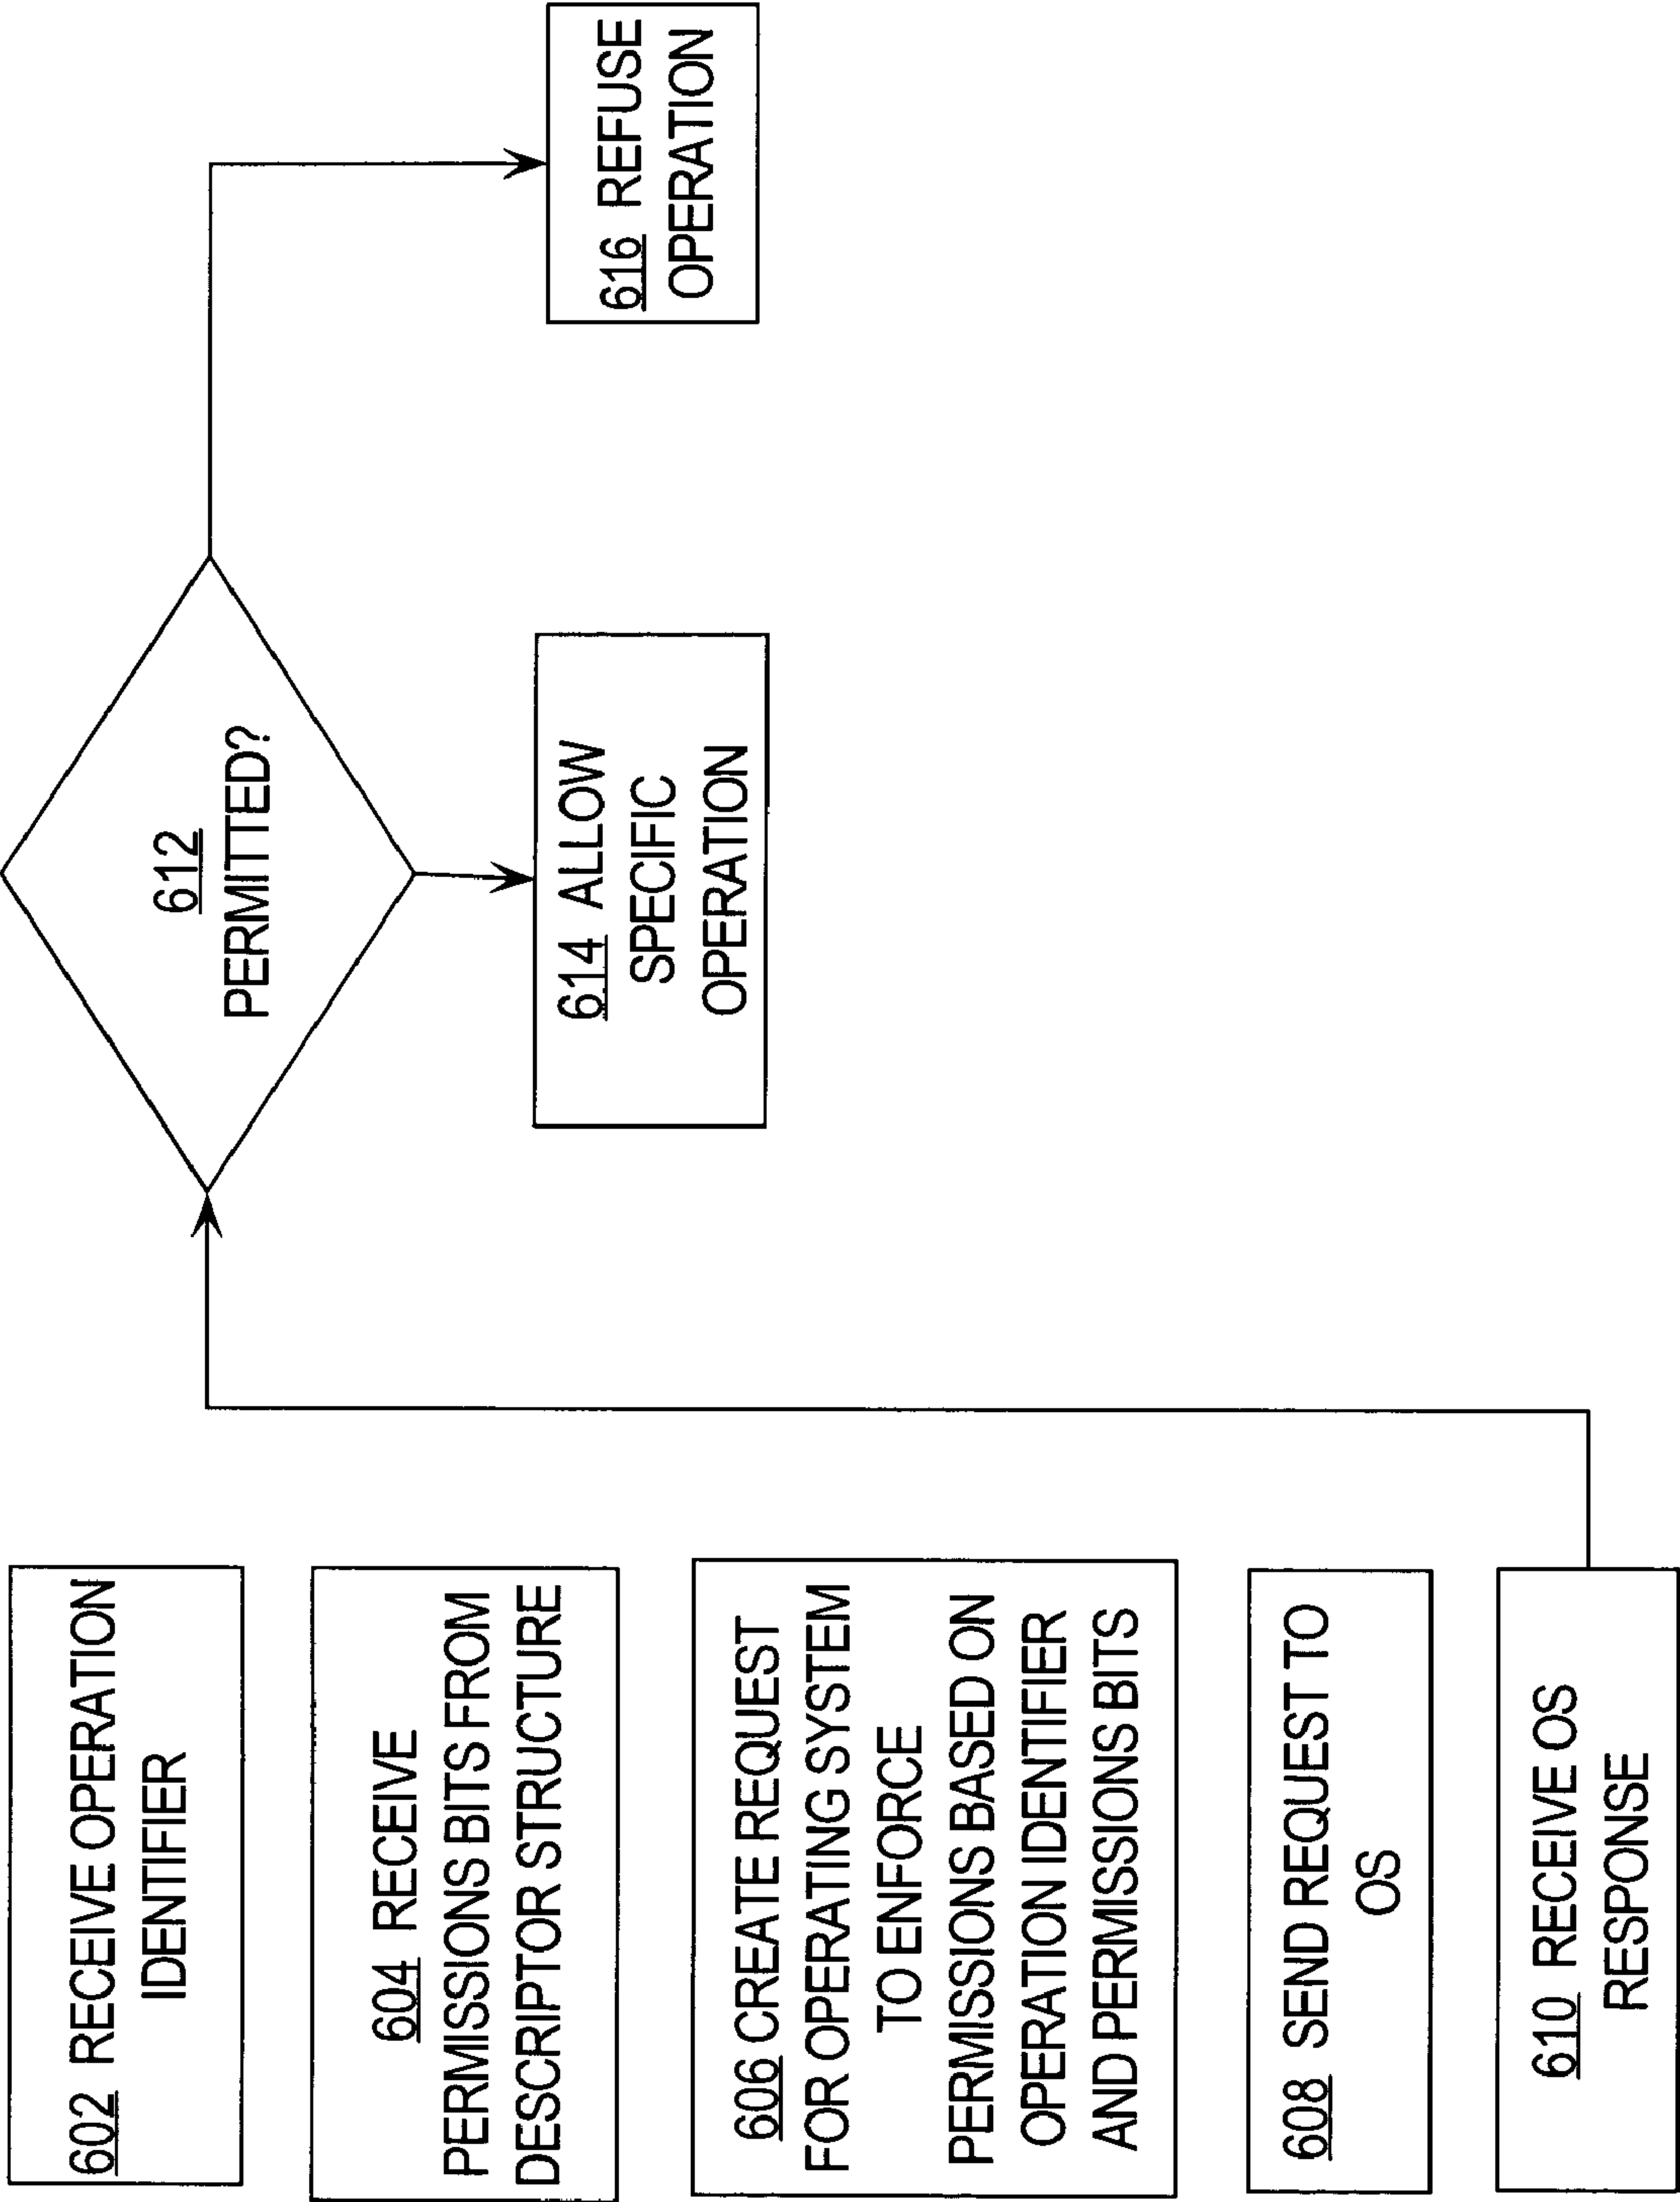 602 RECEIVE OPERATION
IDENTIFIER
604 RECEIVE
PERMISSIONS BITS FROM
DESCRIPTOR STRUCTURE
606 CREATE REQUEST
FOR OPERATING SYSTEM
TO ENFORCE
PERMISSIONS BASED ON
OPERATION IDENTIFIER
AND PERMISSIONS BITS
608 SEND REQUEST TO
OS
610 RECEIVE OS
RESPONSE
612
PERMITTED?
614 ALLOW
SPECIFIC
OPERATION
616 REFUSE
OPERATION